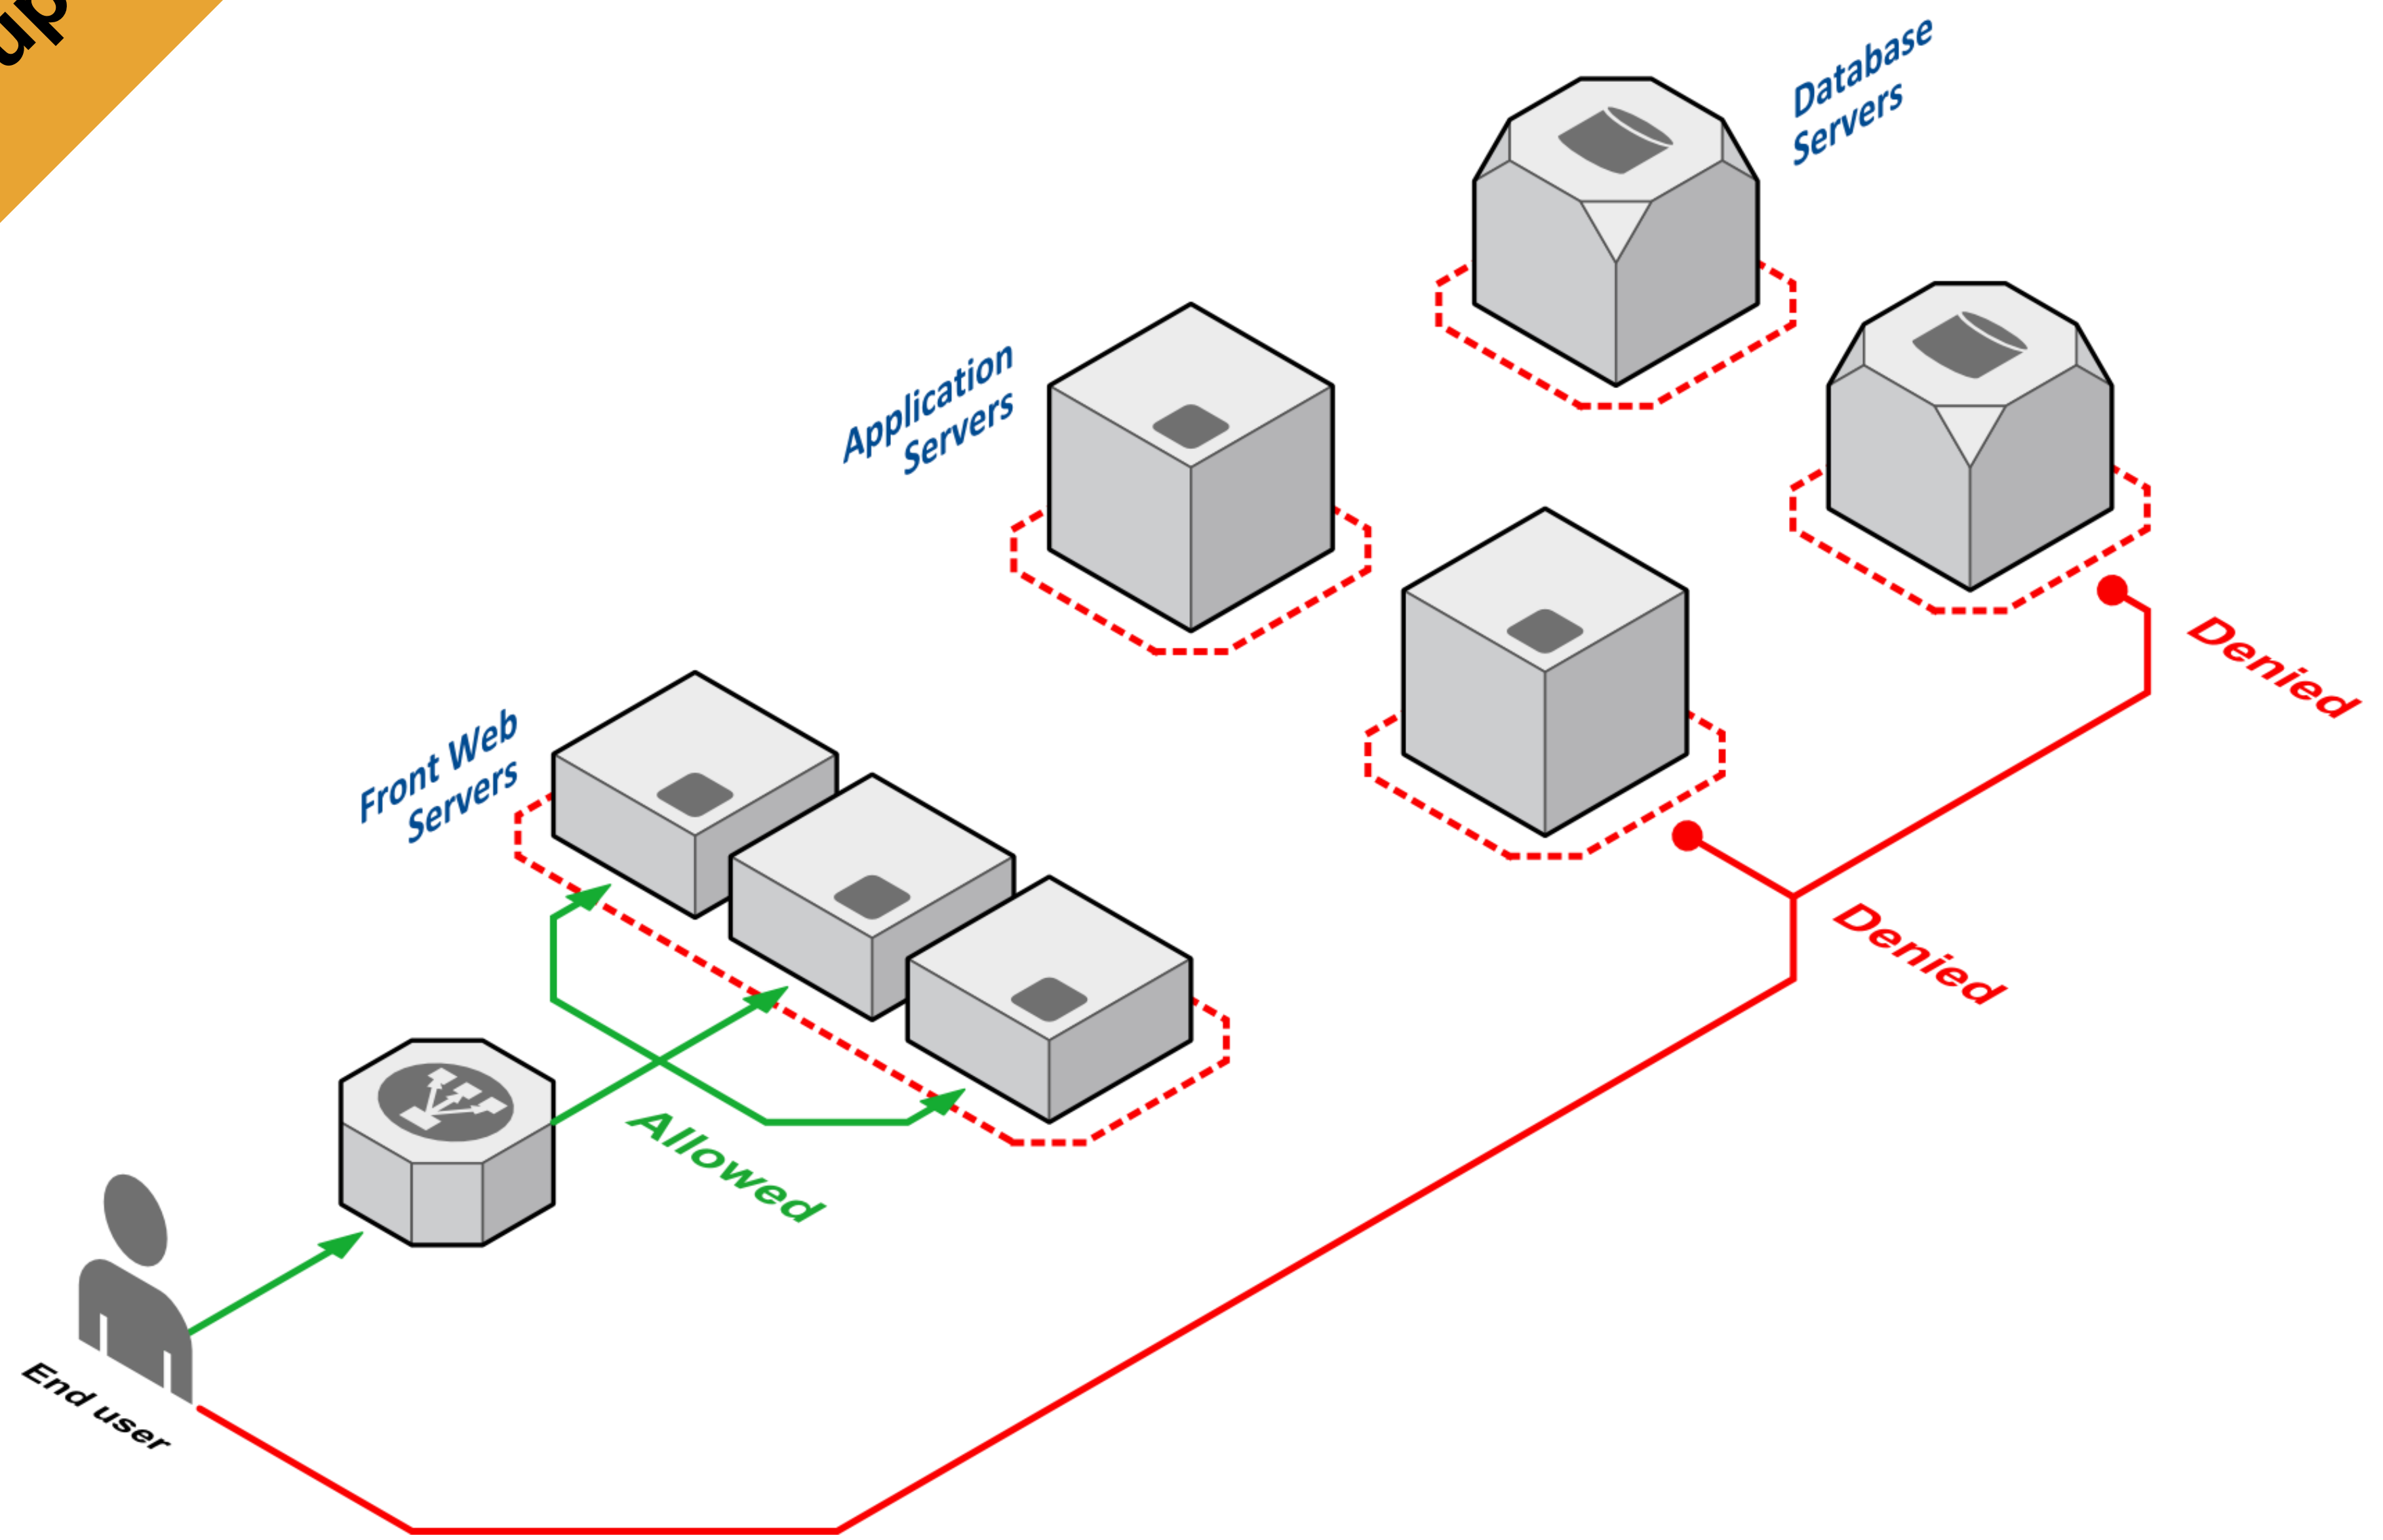 Database
Servers
Application
Servers
Front Web
Servers
Denied
Denied
Allowed
End user